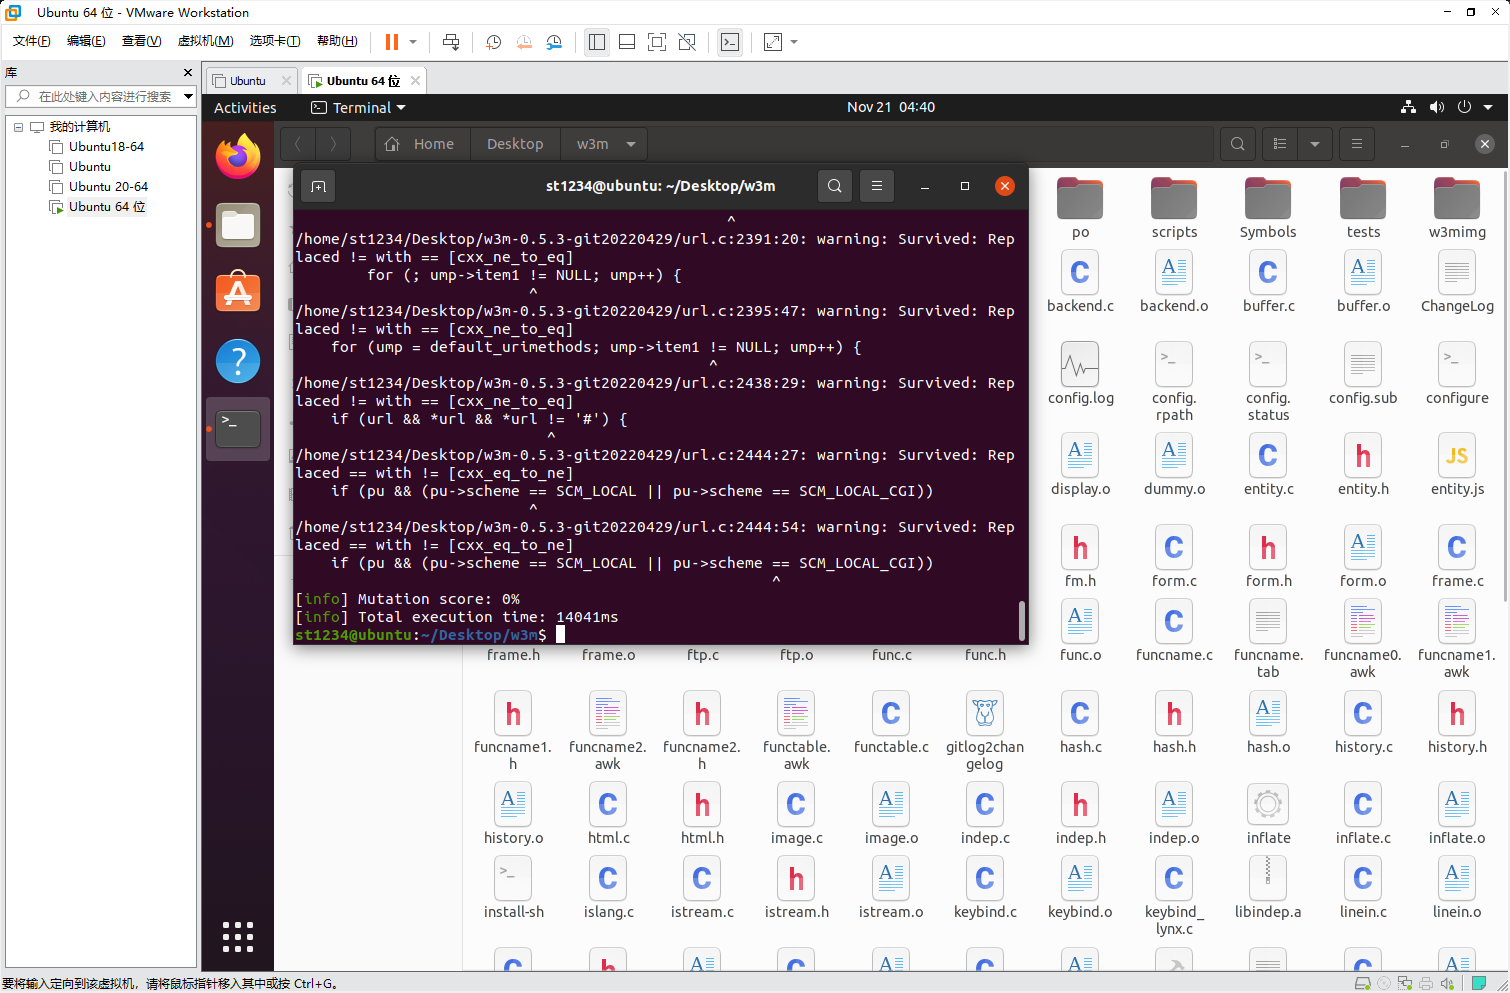 Ubuntu 64 位 - VMware Workstation
文件(F) 编辑(E) 查看(V) 虚拟机(M) 选项卡(T) 帮助(H)
库
在此处键入内容进行搜索
我的计算机
Ubuntu18-64
Ubuntu
Ubuntu 20-64
Ubuntu 64 位
Ubuntu
Ubuntu 64 位
Activities
Terminal
Nov 21 04:40
Home
Desktop
w3m
st1234@ubuntu: ~/Desktop/w3m
^
/home/st1234/Desktop/w3m-0.5.3-git20220429/url.c:2391:20: warning: Survived: Rep
laced != with == [cxx_ne_to_eq]
for (; ump->item1 != NULL; ump++) {
^
/home/st1234/Desktop/w3m-0.5.3-git20220429/url.c:2395:47: warning: Survived: Rep
laced != with == [cxx_ne_to_eq]
for (ump = default_urimethods; ump->item1 != NULL; ump++) {
^
/home/st1234/Desktop/w3m-0.5.3-git20220429/url.c:2438:29: warning: Survived: Rep
laced != with == [cxx_ne_to_eq]
if (url && *url && *url != '#') {
^
/home/st1234/Desktop/w3m-0.5.3-git20220429/url.c:2444:27: warning: Survived: Rep
laced == with != [cxx_eq_to_ne]
if (pu && (pu->scheme == SCM_LOCAL || pu->scheme == SCM_LOCAL_CGI))
^
/home/st1234/Desktop/w3m-0.5.3-git20220429/url.c:2444:54: warning: Survived: Rep
laced == with != [cxx_eq_to_ne]
if (pu && (pu->scheme == SCM_LOCAL || pu->scheme == SCM_LOCAL_CGI))
^
[info] Mutation score: 0%
[info] Total execution time: 14041ms
st1234@ubuntu:~/Desktop/w3m$
po scripts Symbols tests w3mimg
backend.c backend.o buffer.c buffer.o ChangeLog
config.log config.rpath config.status config.sub configure
display.o dummy.o entity.c entity.h entity.js
fm.h form.c form.h form.o frame.c
frame.h frame.o ftp.c ftp.o func.c func.h func.o funcname.c funcname.tab funcname0.awk funcname1.awk
funcname1.h funcname2.awk funcname2.h functable.awk functable.c gitlog2changelog hash.c hash.h hash.o history.c history.h
history.o html.c html.h image.c image.o indep.c indep.h indep.o inflate inflate.c inflate.o
install-sh islang.c istream.c istream.h istream.o keybind.c keybind.o keybind_lynx.c libindep.a linein.c linein.o
要将输入定向到该虚拟机，请将鼠标指针移入其中或按 Ctrl+G。